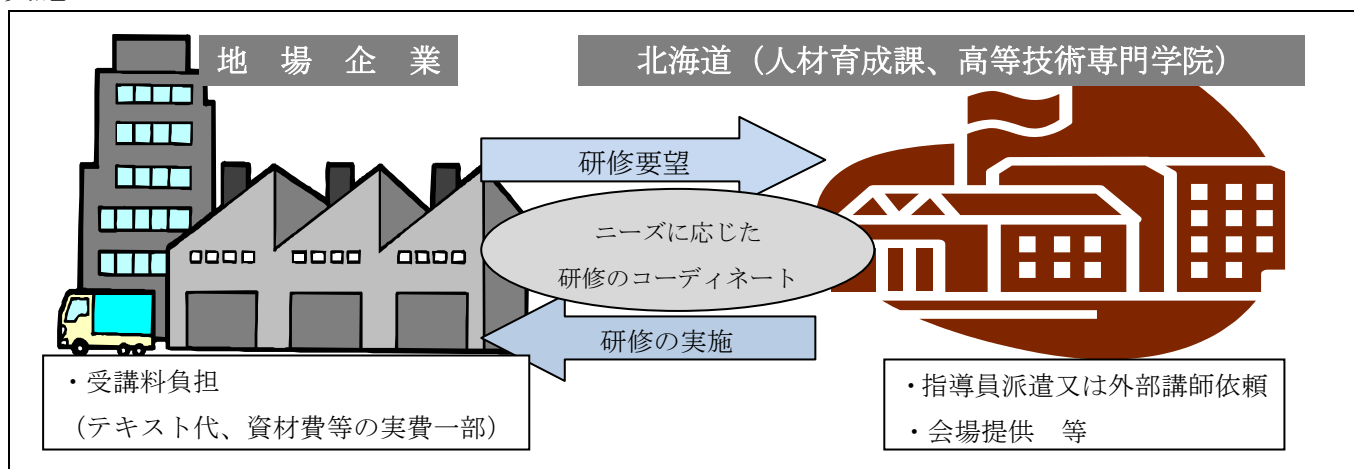 地　場　企　業
北海道（人材育成課、高等技術専門学院）
研修要望
ニーズに応じた
研修のコーディネート
研修の実施
・受講料負担
（テキスト代、資材費等の実費一部）
・指導員派遣又は外部講師依頼
・会場提供　等